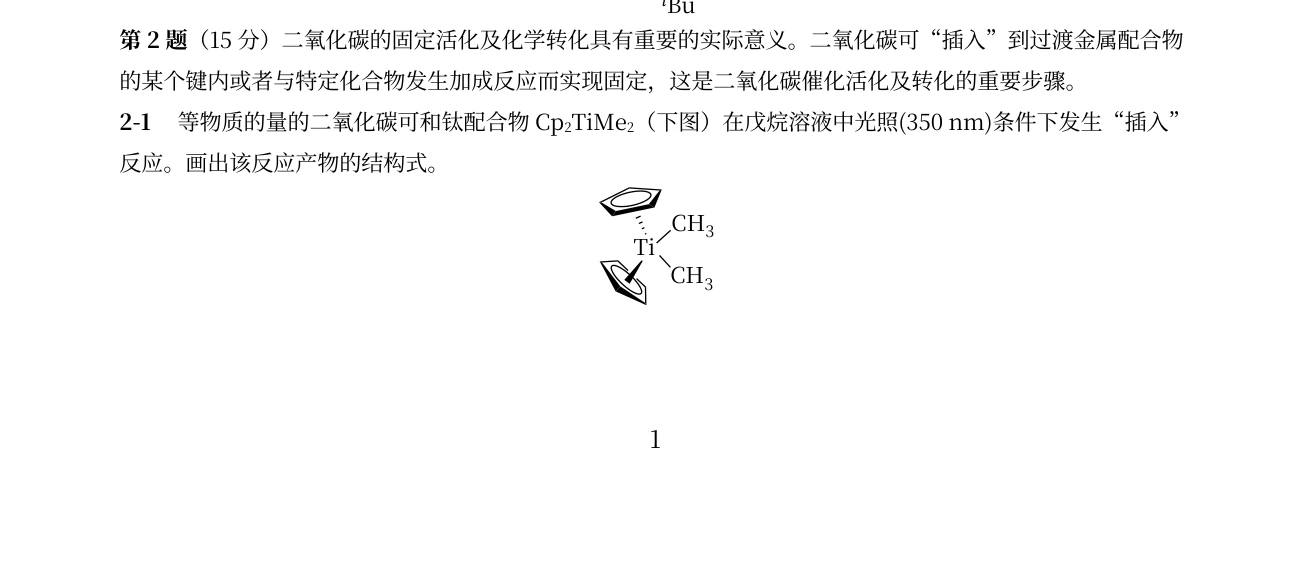 ᵗBu
第 2 题（15 分）二氧化碳的固定活化及化学转化具有重要的实际意义。二氧化碳可“插入”到过渡金属配合物
的某个键内或者与特定化合物发生加成反应而实现固定，这是二氧化碳催化活化及转化的重要步骤。
2-1 等物质的量的二氧化碳可和钛配合物 Cp₂TiMe₂（下图）在戊烷溶液中光照(350 nm)条件下发生“插入”
反应。画出该反应产物的结构式。
CH₃
Ti
CH₃
1